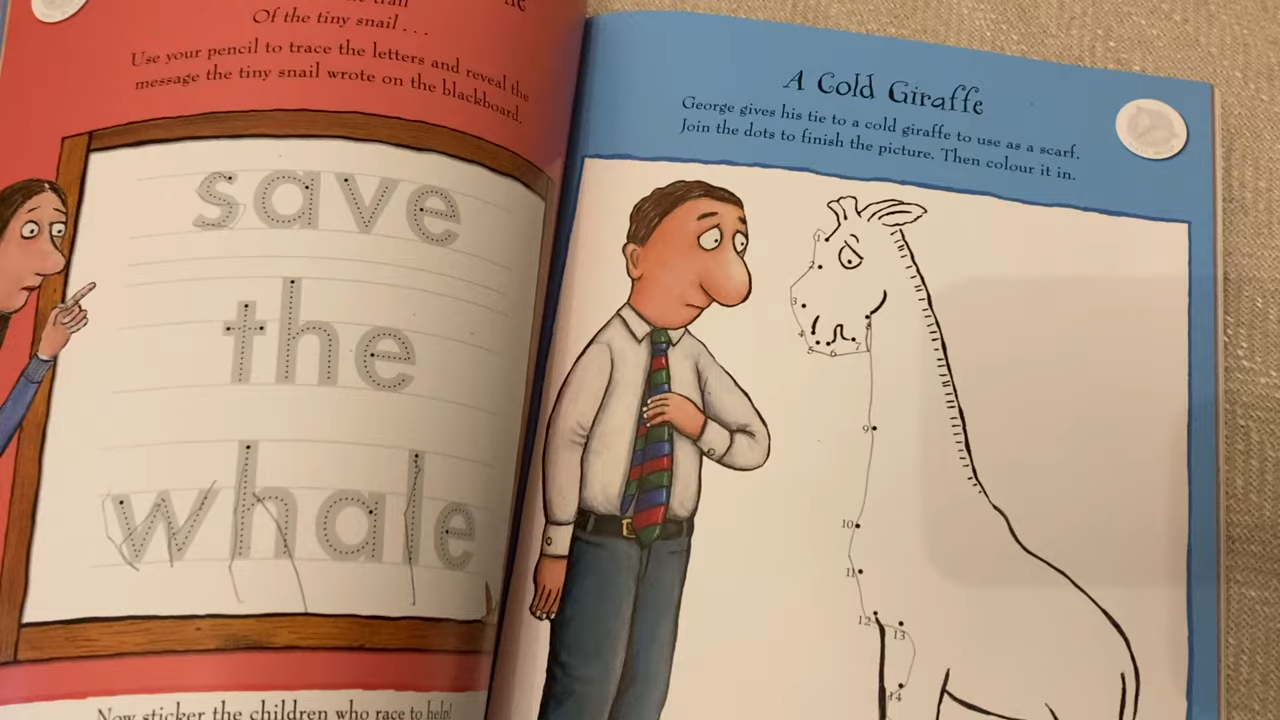 Of the tiny snail . . .
Use your pencil to trace the letters and reveal the
message the tiny snail wrote on the blackboard.
save
the
whale
Now sticker the children who race to help!
A Cold Giraffe
George gives his tie to a cold giraffe to use as a scarf.
Join the dots to finish the picture. Then colour it in.
1
2
3
4
5
6
7
8
9
10
11
12
13
14